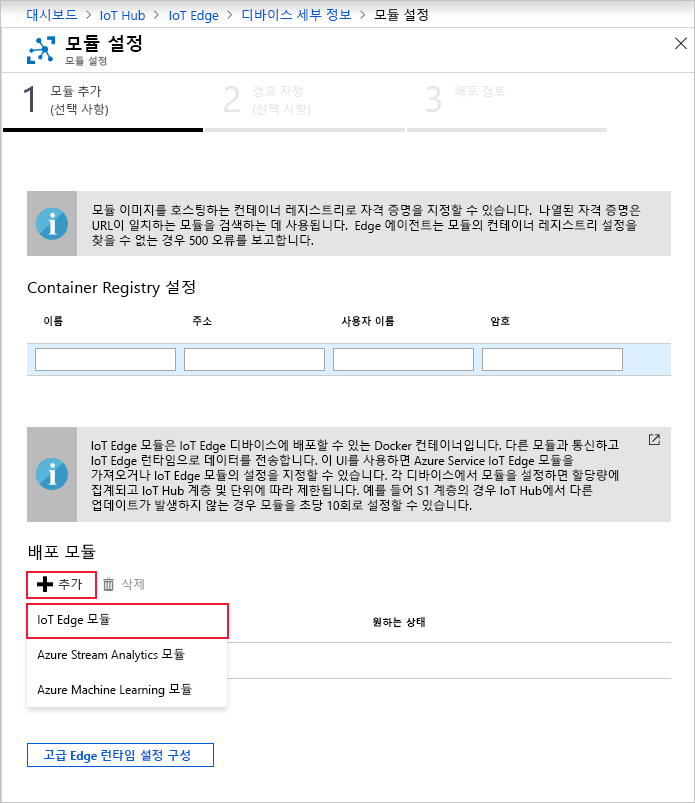 대시보드 > IoT Hub > IoT Edge > 디바이스 세부 정보 > 모듈 설정
모듈 설정
모듈 설정
1 모듈 추가
(선택 사항)
2 경로 지정
(선택 사항)
3 배포 검토
모듈 이미지를 호스팅하는 컨테이너 레지스트리로 자격 증명을 지정할 수 있습니다. 나열된 자격 증명은
URL이 일치하는 모듈을 검색하는 데 사용됩니다. Edge 에이전트는 모듈의 컨테이너 레지스트리 설정을
찾을 수 없는 경우 500 오류를 보고합니다.
Container Registry 설정
이름 주소 사용자 이름 암호
IoT Edge 모듈은 IoT Edge 디바이스에 배포할 수 있는 Docker 컨테이너입니다. 다른 모듈과 통신하고
IoT Edge 런타임으로 데이터를 전송합니다. 이 UI를 사용하면 Azure Service IoT Edge 모듈을
가져오거나 IoT Edge 모듈의 설정을 지정할 수 있습니다. 각 디바이스에서 모듈을 설정하면 할당량에
집계되고 IoT Hub 계층 및 단위에 따라 제한됩니다. 예를 들어 S1 계층의 경우 IoT Hub에서 다른
업데이트가 발생하지 않는 경우 모듈을 초당 10회로 설정할 수 있습니다.
배포 모듈
추가 삭제
IoT Edge 모듈
원하는 상태
Azure Stream Analytics 모듈
Azure Machine Learning 모듈
고급 Edge 런타임 설정 구성